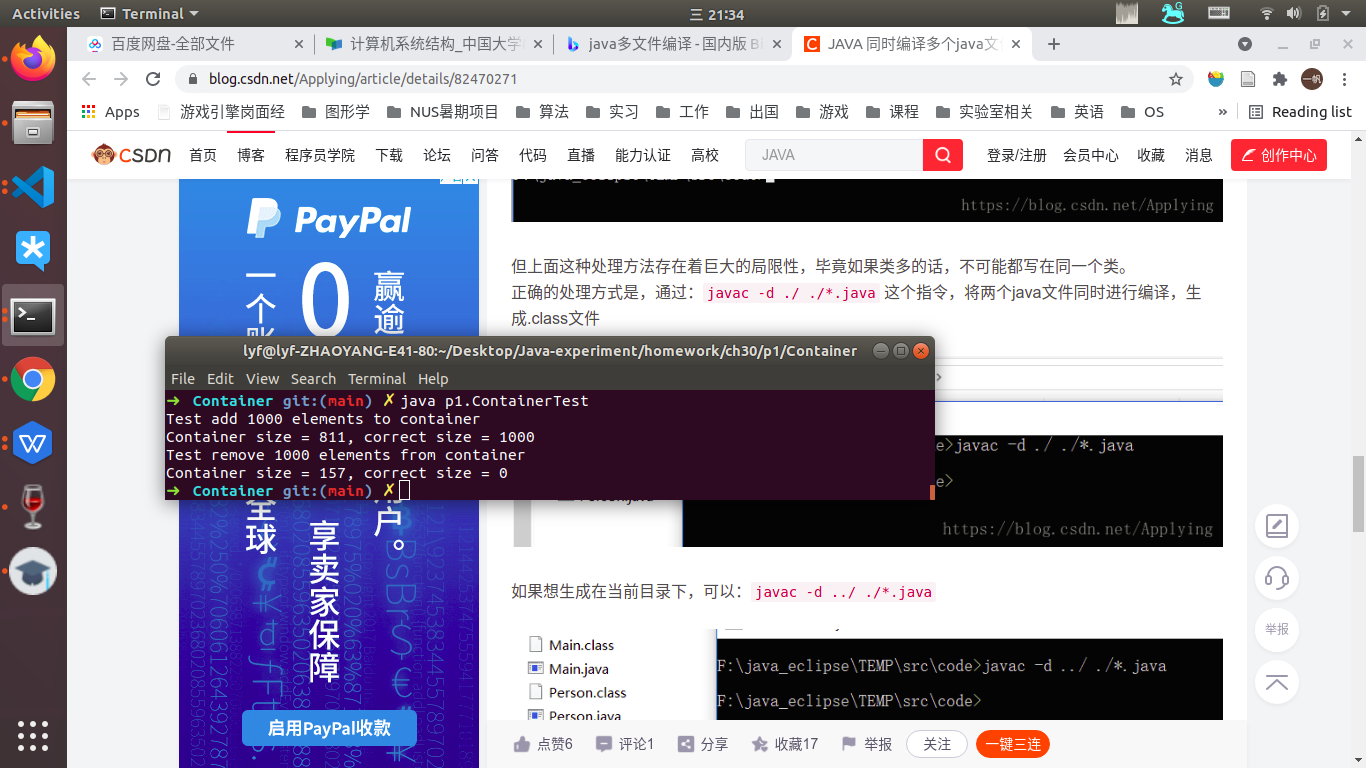 Activities
Terminal
三 21:34
百度网盘-全部文件
计算机系统结构_中国大学
java多文件编译 - 国内版 B
JAVA 同时编译多个java文
blog.csdn.net/Applying/article/details/82470271
Apps
游戏引擎岗面经
图形学
NUS暑期项目
算法
实习
工作
出国
游戏
课程
实验室相关
英语
OS
»
Reading list
CSDN
首页
博客
程序员学院
下载
论坛
问答
代码
直播
能力认证
高校
JAVA
登录/注册
会员中心
收藏
消息
创作中心
PayPal
https://blog.csdn.net/Applying
但上面这种处理方法存在着巨大的局限性，毕竟如果类多的话，不可能都写在同一个类。
正确的处理方式是，通过： javac -d ./ ./*.java 这个指令，将两个java文件同时进行编译，生
成.class文件
lyf@lyf-ZHAOYANG-E41-80:~/Desktop/Java-experiment/homework/ch30/p1/Container
File Edit View Search Terminal Help
➜ Container git:(main) ✗ java p1.ContainerTest
Test add 1000 elements to container
Container size = 811, correct size = 1000
Test remove 1000 elements from container
Container size = 157, correct size = 0
➜ Container git:(main) ✗
e>javac -d ./ ./*.java
e>
https://blog.csdn.net/Applying
一个
0
赢逾
全球
享卖家保障
户。
启用PayPal收款
如果想生成在当前目录下，可以： javac -d ../ ./*.java
Main.class
Main.java
Person.class
Person.java
F:\java_eclipse\TEMP\src\code>javac -d ../ ./*.java
F:\java_eclipse\TEMP\src\code>
点赞6
评论1
分享
收藏17
举报
关注
一键三连
举报